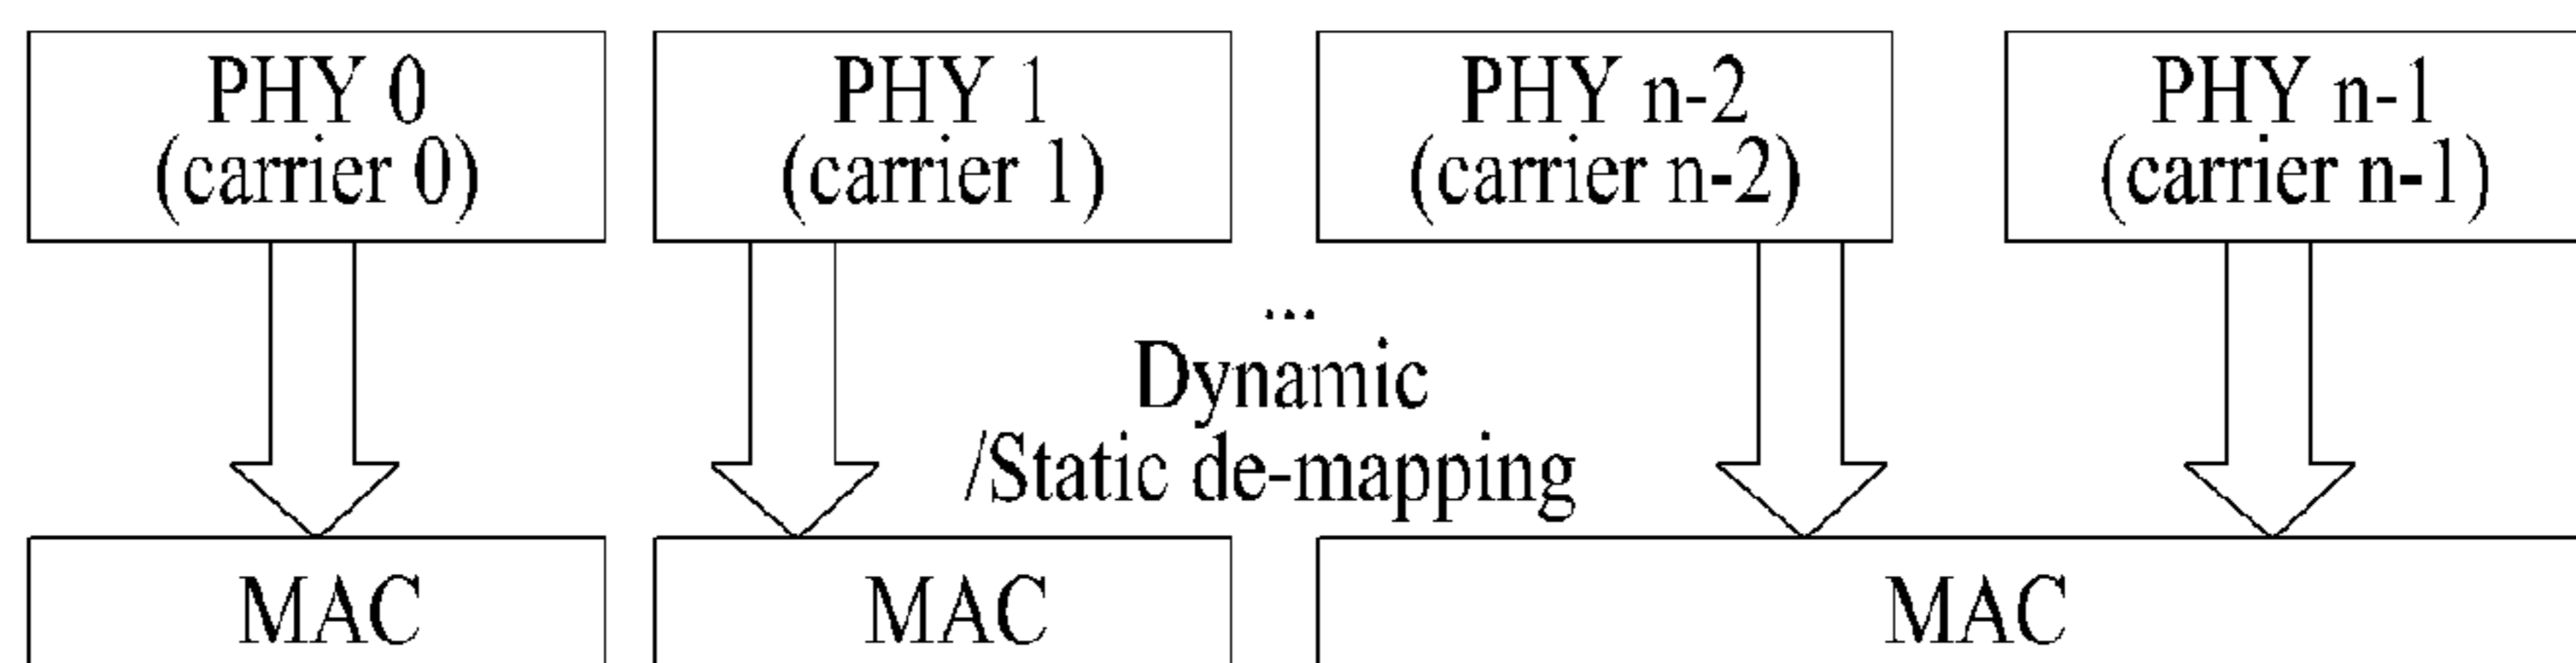 PHY 0
(carrier 0)
PHY 1
(carrier 1)
PHY n-2
(carrier n-2)
PHY n-1
(carrier n-1)
...
Dynamic
/Static de-mapping
MAC
MAC
MAC